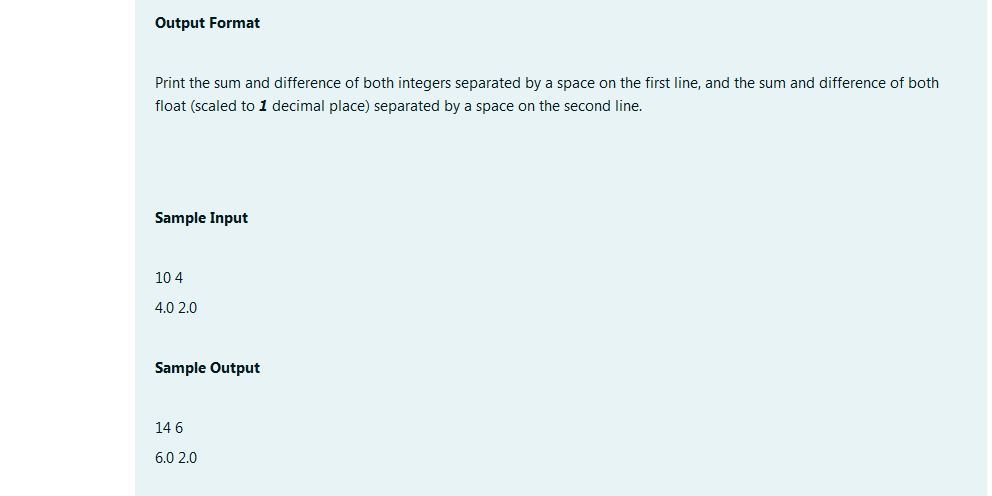 Output Format
Print the sum and difference of both integers separated by a space on the first line, and the sum and difference of both
float (scaled to 1 decimal place) separated by a space on the second line.
Sample Input
10 4
4.0 2.0
Sample Output
14 6
6.0 2.0